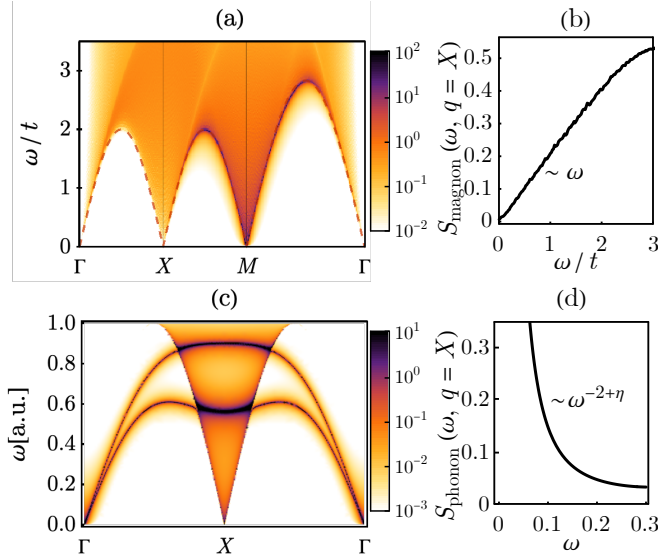 (a)
ω / t
3
2
1
0
Γ X M Γ
10^2
10^1
10^0
10^-1
10^-2
(b)
S_magnon (ω, q = X)
0.5
0.4
0.3
0.2
0.1
0
~ ω
0 1 2 3
ω / t
(c)
ω[a.u.]
1.0
0.8
0.6
0.4
0.2
0.0
Γ X Γ
10^1
10^0
10^-1
10^-2
10^-3
(d)
S_phonon (ω, q = X)
0.3
0.2
0.1
0
~ ω^{-2+η}
0 0.1 0.2 0.3
ω